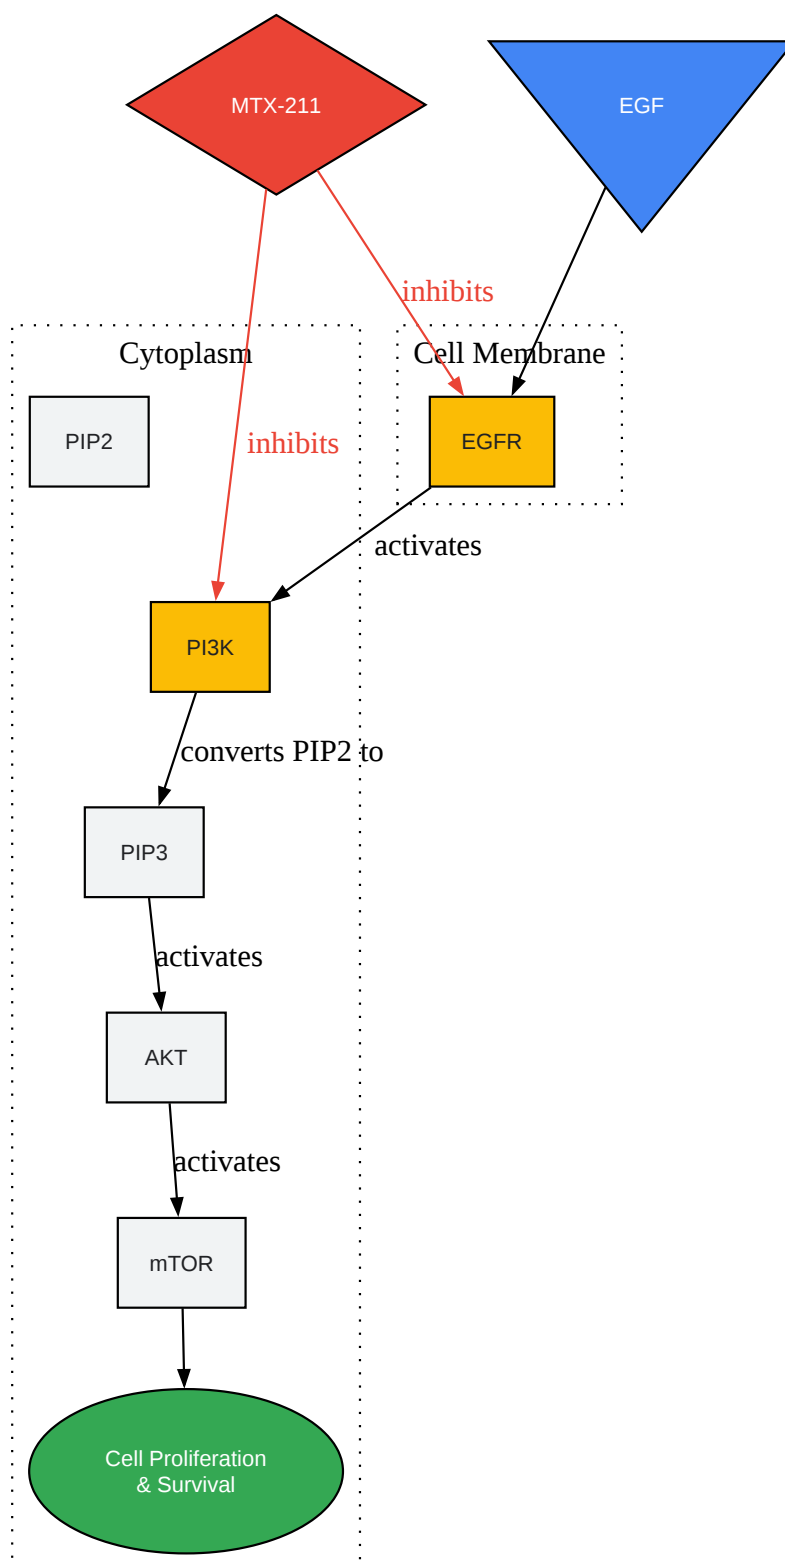 MTX-211
EGF
inhibits
Cytoplasm
Cell Membrane
PIP2
inhibits
EGFR
activates
PI3K
converts PIP2 to
PIP3
activates
AKT
activates
mTOR
Cell Proliferation
& Survival